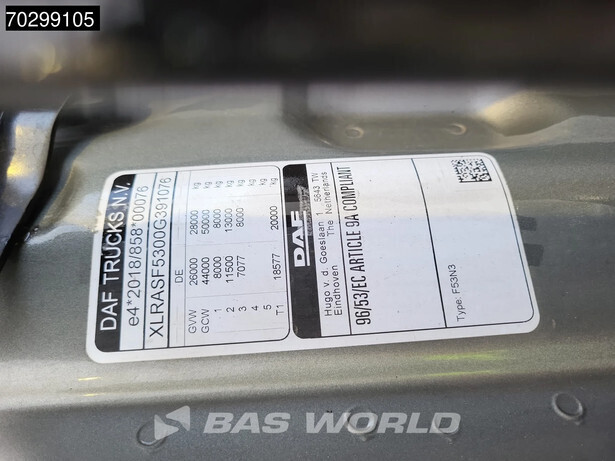 70299105
DAF TRUCKS N.V.
e4*2018/858*00076
XLRASF5300G391076
DE
GVW 26000 28000 kg
GCW 44000 50000 kg
1 8000 8000 kg
2 11500 13000 kg
3 7077 8000 kg
4
5 kg
T1 18577 20000 kg
DAF
Hugo v. d. Goeslaan 1 5643 TW
Eindhoven The Netherlands
96/53/EC ARTICLE 9A COMPLIANT
Type: F53N3
BAS WORLD